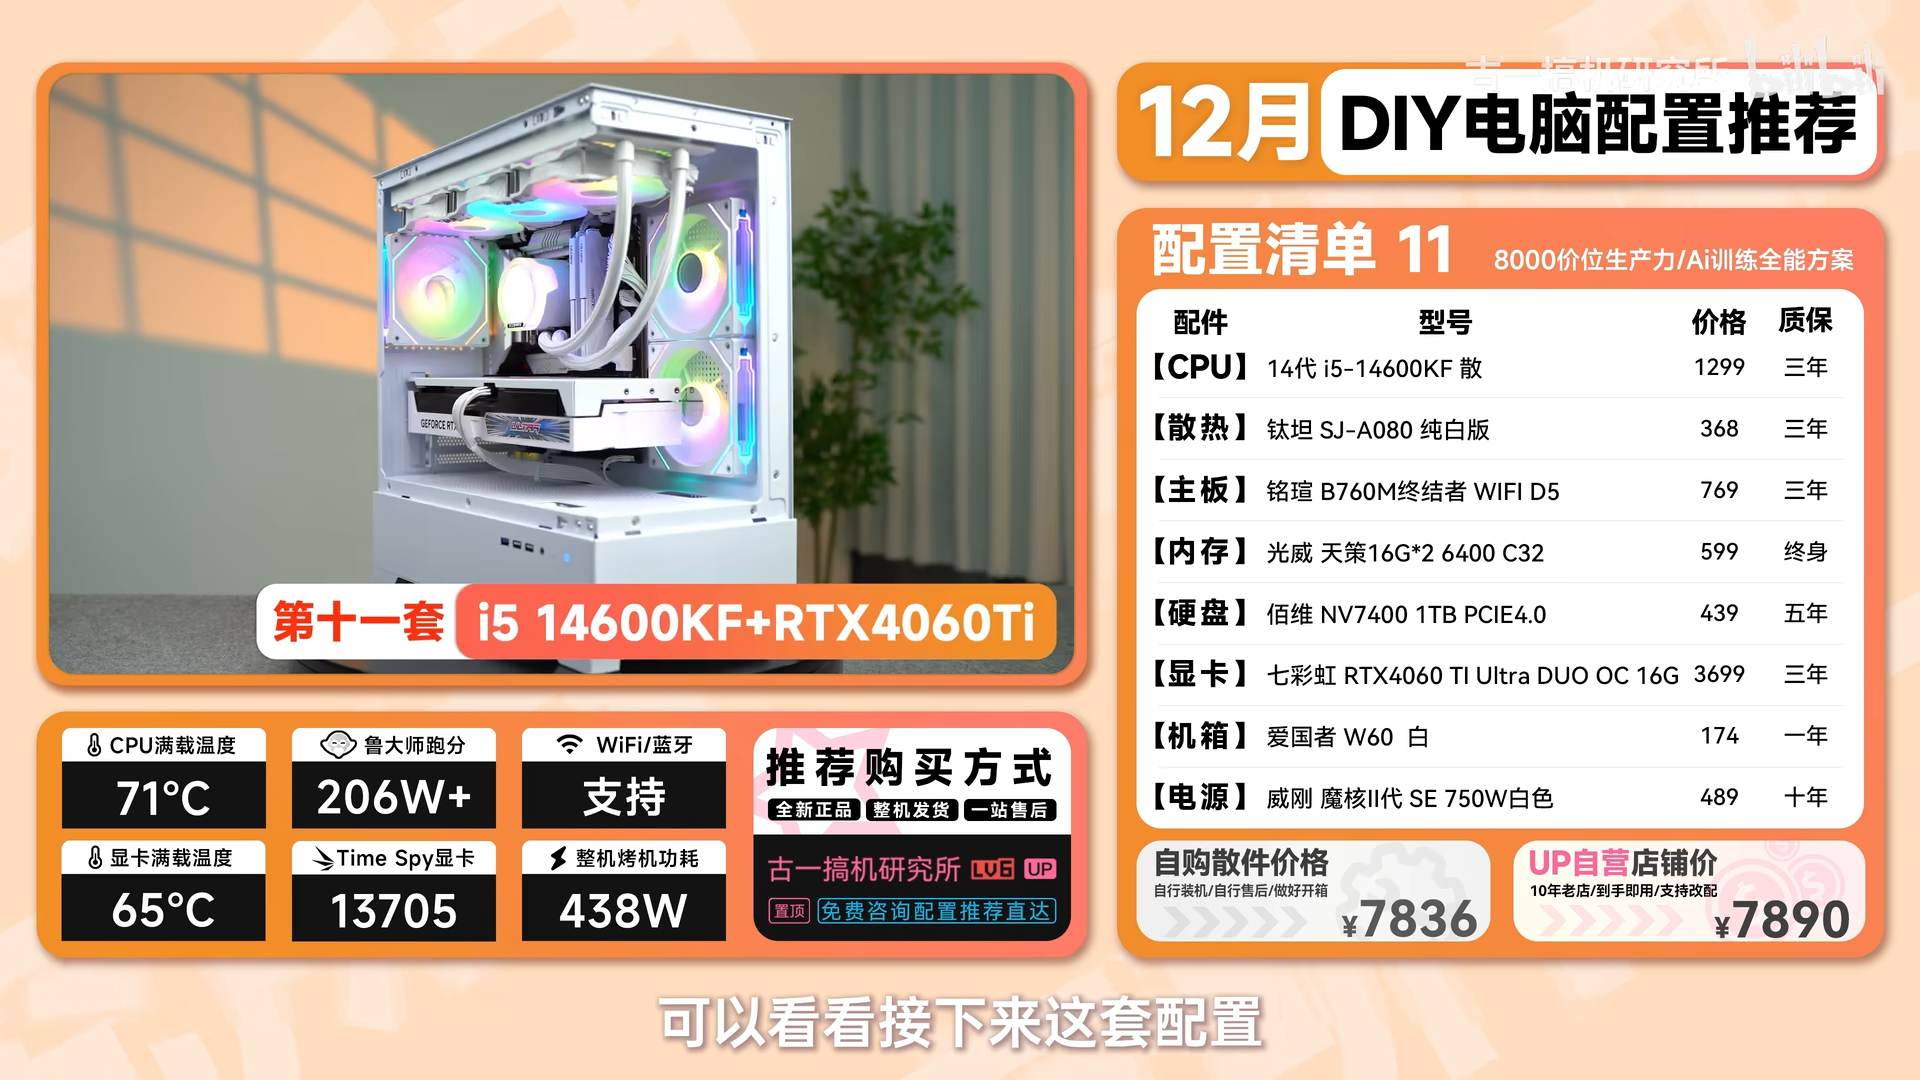 古一搞机研究所 bilibili
12月 DIY电脑配置推荐
GEFORCE RTX
ULTRA
第十一套 i5 14600KF+RTX4060Ti
配置清单 11 8000价位生产力/Ai训练全能方案
配件 型号 价格 质保
【CPU】 14代 i5-14600KF 散 1299 三年
【散热】 钛坦 SJ-A080 纯白版 368 三年
【主板】 铭瑄 B760M终结者 WIFI D5 769 三年
【内存】 光威 天策16G*2 6400 C32 599 终身
【硬盘】 佰维 NV7400 1TB PCIE4.0 439 五年
【显卡】 七彩虹 RTX4060 TI Ultra DUO OC 16G 3699 三年
【机箱】 爱国者 W60 白 174 一年
【电源】 威刚 魔核II代 SE 750W白色 489 十年
自购散件价格
自行装机/自行售后/做好开箱
¥7836
UP自营店铺价
10年老店/到手即用/支持改配
¥7890
CPU满载温度
71°C
鲁大师跑分
206W+
WiFi/蓝牙
支持
显卡满载温度
65°C
Time Spy显卡
13705
整机烤机功耗
438W
推荐购买方式
全新正品 整机发货 一站售后
古一搞机研究所 LV6 UP
置顶 免费咨询配置推荐直达
可以看看接下来这套配置